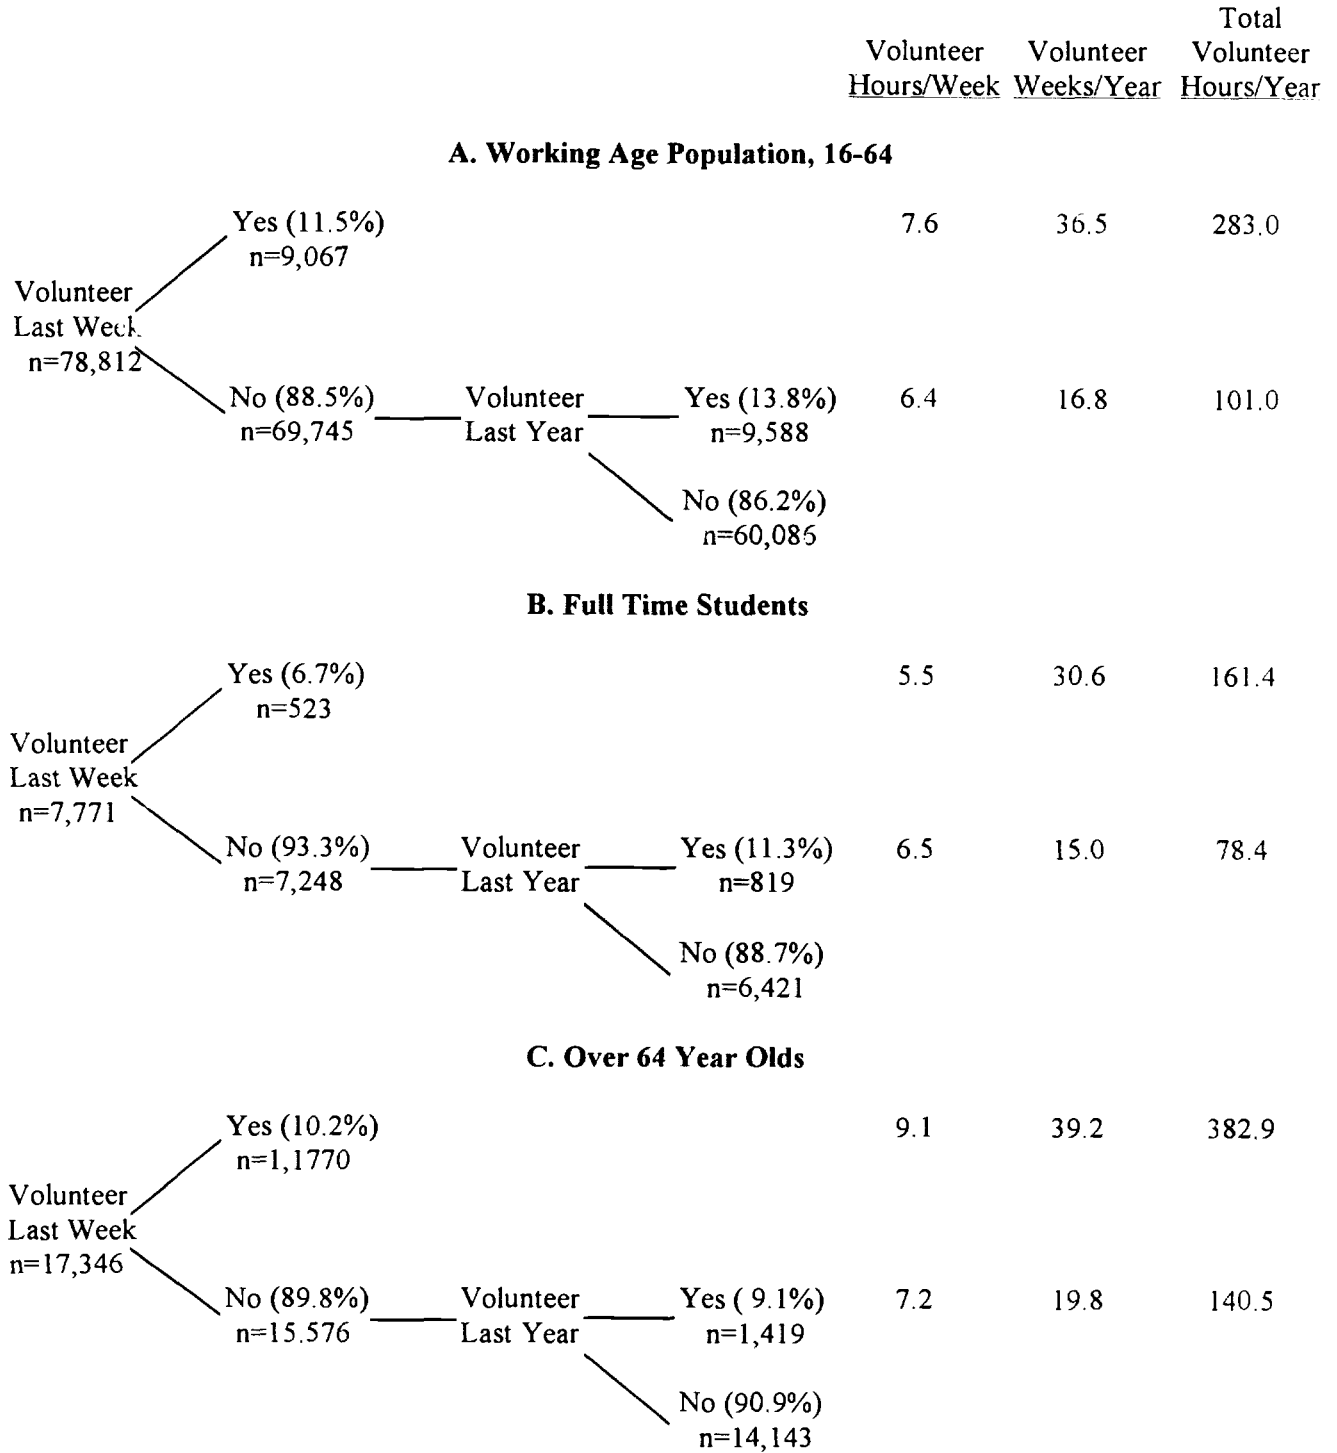 Total
Volunteer Volunteer Volunteer
Hours/Week Weeks/Year Hours/Year
A. Working Age Population, 16-64
Yes (11.5%) 7.6 36.5 283.0
n=9,067
Volunteer
Last Week
n=78,812
No (88.5%) Volunteer Yes (13.8%) 6.4 16.8 101.0
n=69,745 Last Year n=9,588
No (86.2%)
n=60,086
B. Full Time Students
Yes (6.7%) 5.5 30.6 161.4
n=523
Volunteer
Last Week
n=7,771
No (93.3%) Volunteer Yes (11.3%) 6.5 15.0 78.4
n=7,248 Last Year n=819
No (88.7%)
n=6,421
C. Over 64 Year Olds
Yes (10.2%) 9.1 39.2 382.9
n=1,1770
Volunteer
Last Week
n=17,346
No (89.8%) Volunteer Yes ( 9.1%) 7.2 19.8 140.5
n=15.576 Last Year n=1,419
No (90.9%)
n=14,143